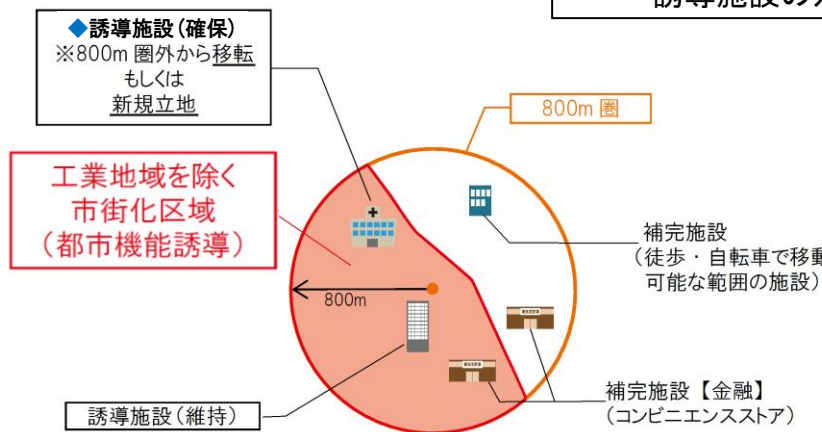 誘導施設の
◆誘導施設(確保)
※800m 圏外から移転
もしくは
新規立地
800m 圏
工業地域を除く
市街化区域
(都市機能誘導)
補完施設
(徒歩・自転車で移動
可能な範囲の施設)
800m
補完施設【金融】
(コンビニエンスストア)
誘導施設(維持)